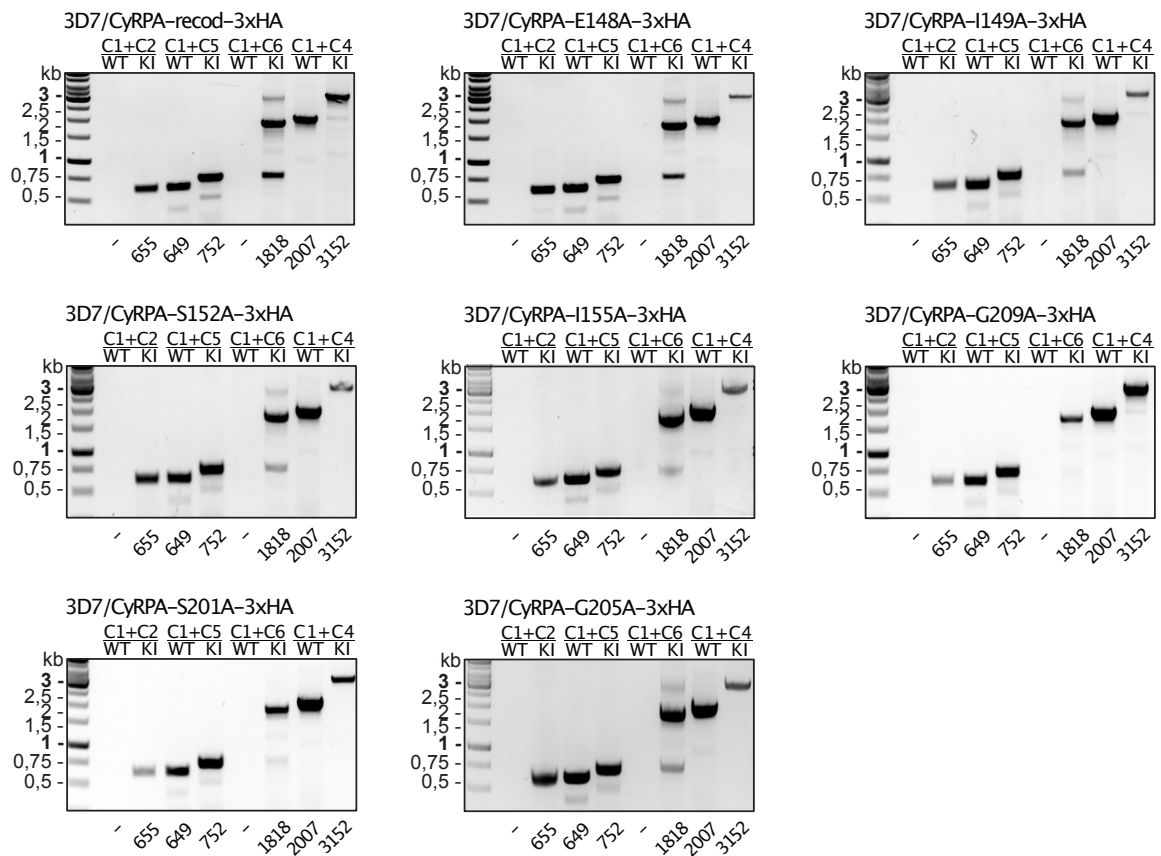 3D7/CyRPA-recod-3xHA
C1+C2 C1+C5 C1+C6 C1+C4
WT KI WT KI WT KI WT KI
kb
3 -
2,5 -
2 -
1,5 -
1 -
0,75 -
0,5 -
- 655 649 752 - 1818 2007 3152
3D7/CyRPA-E148A-3xHA
C1+C2 C1+C5 C1+C6 C1+C4
WT KI WT KI WT KI WT KI
kb
3 -
2,5 -
2 -
1,5 -
1 -
0,75 -
0,5 -
- 655 649 752 - 1818 2007 3152
3D7/CyRPA-I149A-3xHA
C1+C2 C1+C5 C1+C6 C1+C4
WT KI WT KI WT KI WT KI
kb
3 -
2,5 -
2 -
1,5 -
1 -
0,75 -
0,5 -
- 655 649 752 - 1818 2007 3152
3D7/CyRPA-S152A-3xHA
C1+C2 C1+C5 C1+C6 C1+C4
WT KI WT KI WT KI WT KI
kb
3 -
2,5 -
2 -
1,5 -
1 -
0,75 -
0,5 -
- 655 649 752 - 1818 2007 3152
3D7/CyRPA-I155A-3xHA
C1+C2 C1+C5 C1+C6 C1+C4
WT KI WT KI WT KI WT KI
kb
3 -
2,5 -
2 -
1,5 -
1 -
0,75 -
0,5 -
- 655 649 752 - 1818 2007 3152
3D7/CyRPA-G209A-3xHA
C1+C2 C1+C5 C1+C6 C1+C4
WT KI WT KI WT KI WT KI
kb
3 -
2,5 -
2 -
1,5 -
1 -
0,75 -
0,5 -
- 655 649 752 - 1818 2007 3152
3D7/CyRPA-S201A-3xHA
C1+C2 C1+C5 C1+C6 C1+C4
WT KI WT KI WT KI WT KI
kb
3 -
2,5 -
2 -
1,5 -
1 -
0,75 -
0,5 -
- 655 649 752 - 1818 2007 3152
3D7/CyRPA-G205A-3xHA
C1+C2 C1+C5 C1+C6 C1+C4
WT KI WT KI WT KI WT KI
kb
3 -
2,5 -
2 -
1,5 -
1 -
0,75 -
0,5 -
- 655 649 752 - 1818 2007 3152